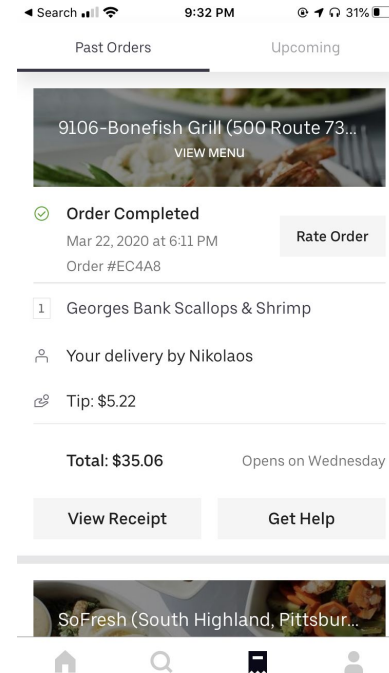 Search
9:32 PM
31%
Past Orders
Upcoming
9106-Bonefish Grill (500 Route 73...
VIEW MENU
Order Completed
Mar 22, 2020 at 6:11 PM
Order #EC4A8
Rate Order
1 Georges Bank Scallops & Shrimp
Your delivery by Nikolaos
Tip: $5.22
Total: $35.06
Opens on Wednesday
View Receipt
Get Help
SoFresh (South Highland, Pittsbur...